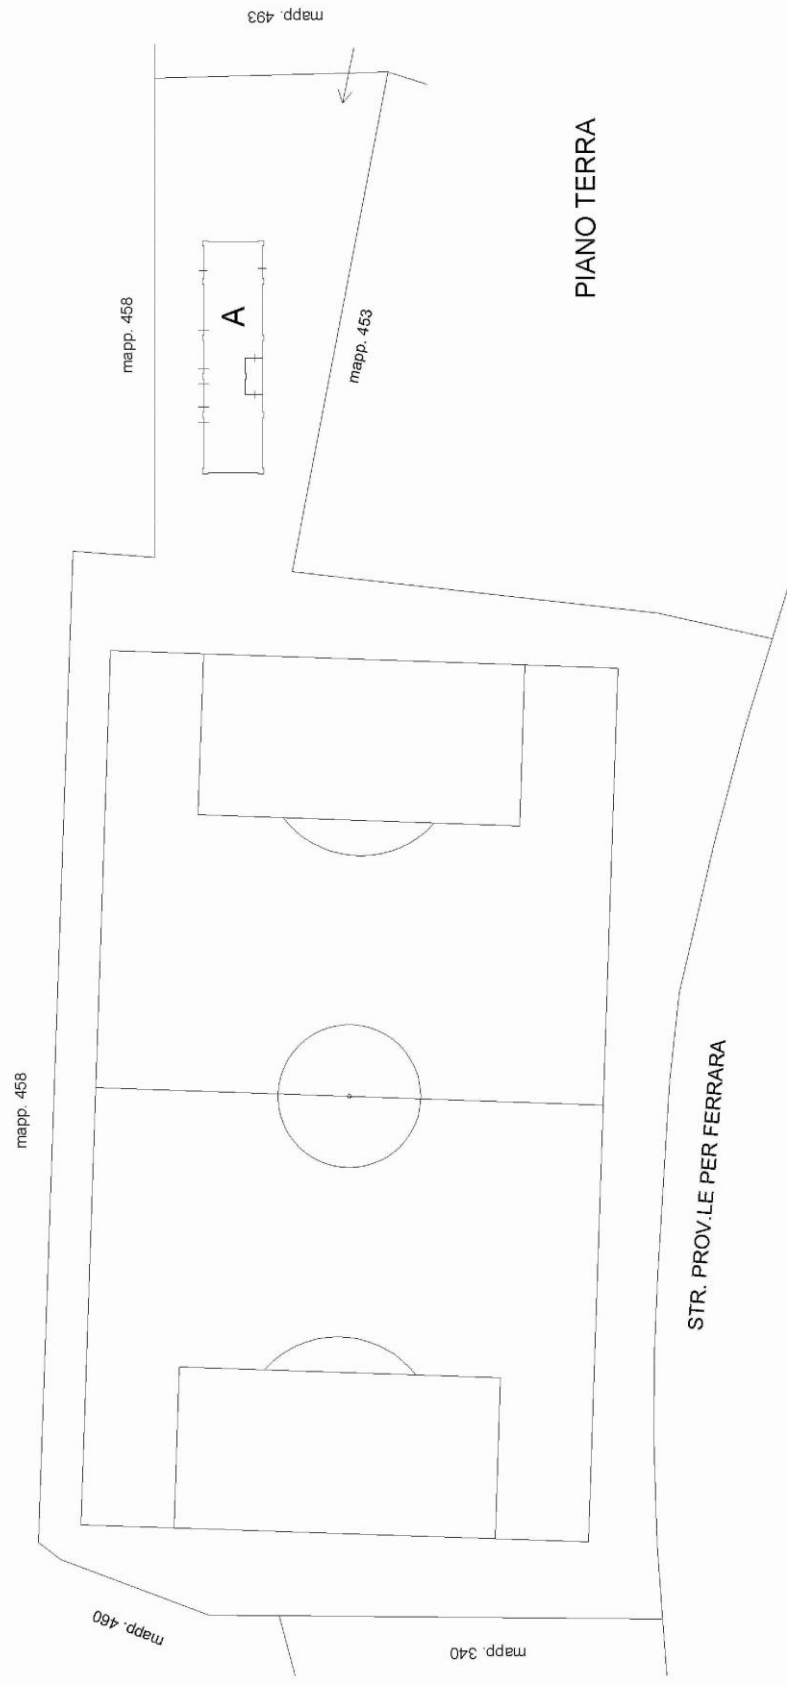 mapp. 493
mapp. 458
A
mapp. 453
PIANO TERRA
mapp. 458
STR. PROV.LE PER FERRARA
mapp. 460
mapp. 340